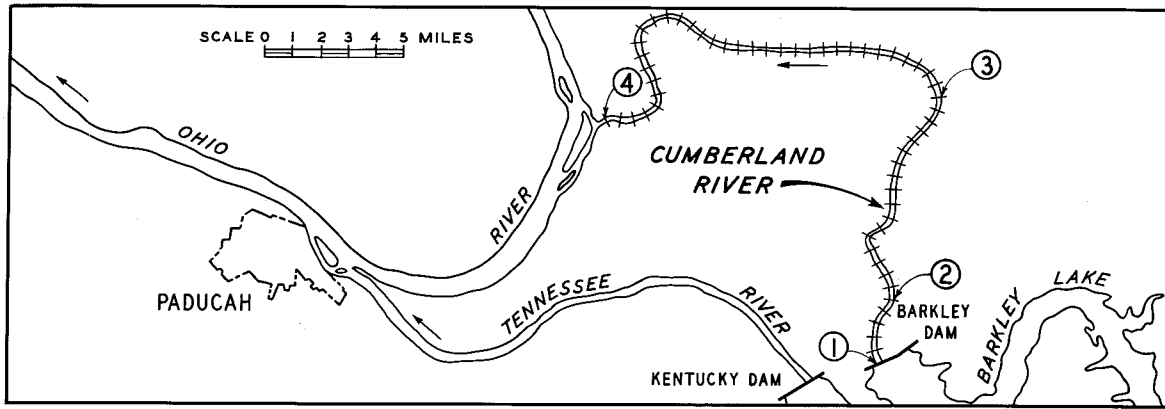 SCALE 0 1 2 3 4 5 MILES
4
3
OHIO
CUMBERLAND
RIVER
RIVER
PADUCAH
TENNESSEE
RIVER
2
BARKLEY
DAM
BARKLEY
LAKE
1
KENTUCKY DAM